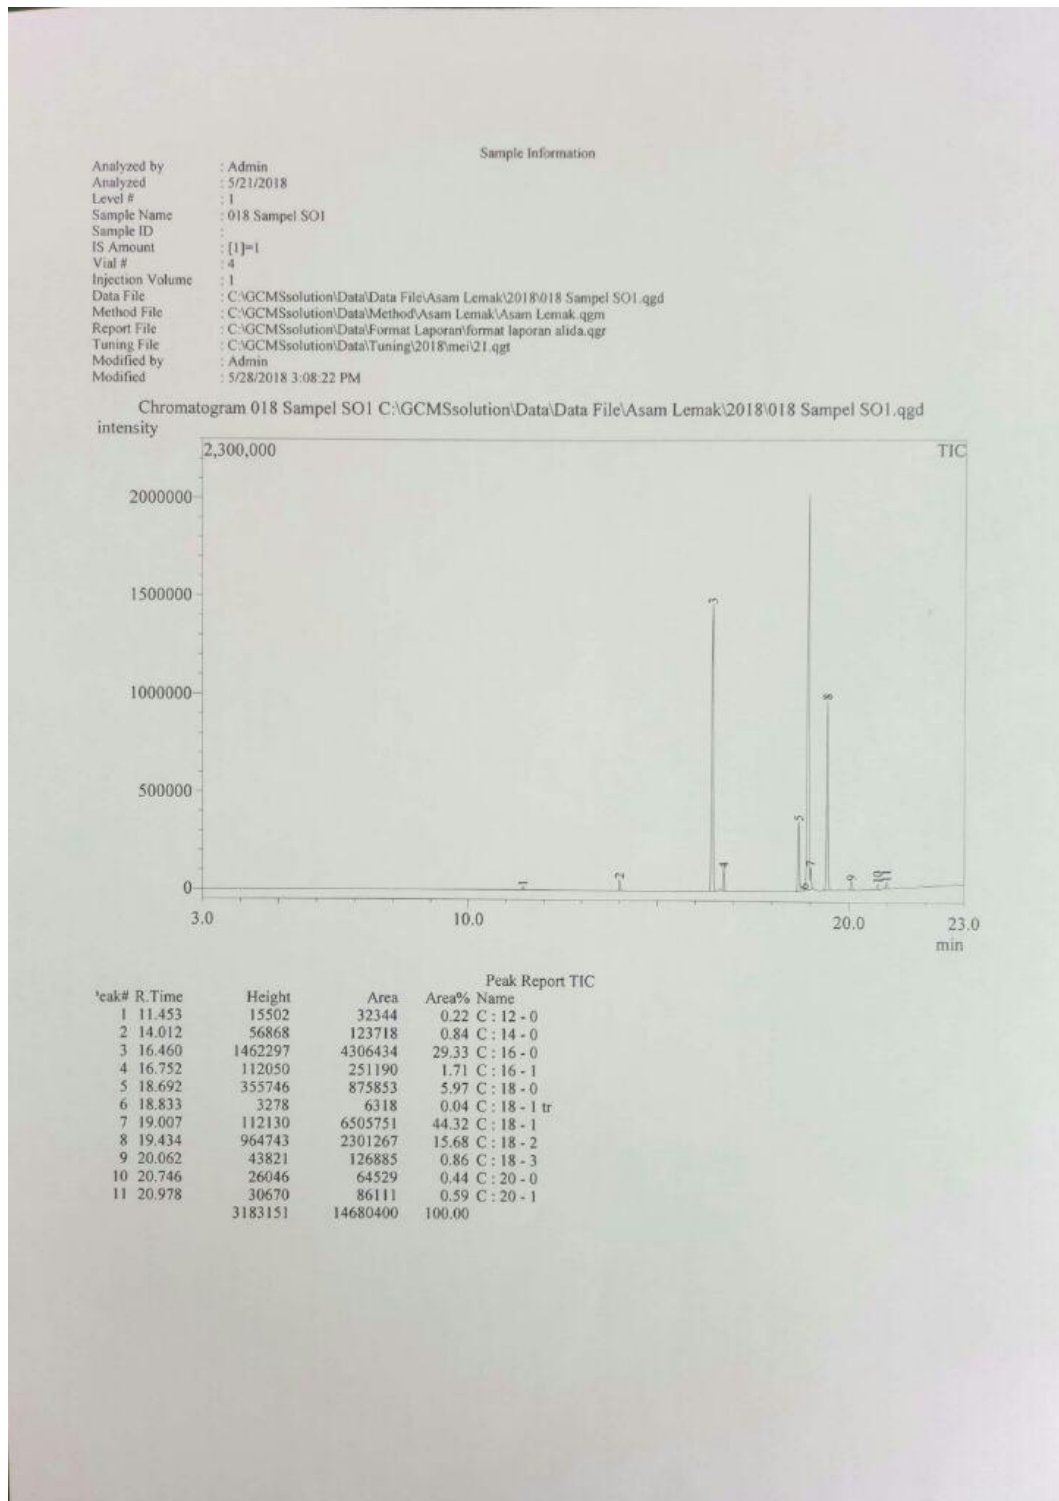 Sample Information
Analyzed by : Admin
Analyzed : 5/21/2018
Level # : 1
Sample Name : 018 Sampel SO1
Sample ID :
IS Amount : [1]=1
Vial # : 4
Injection Volume : 1
Data File : C:\GCMSsolution\Data\Data File\Asam Lemak\2018\018 Sampel SO1.qgd
Method File : C:\GCMSsolution\Data\Method\Asam Lemak\Asam Lemak.qgm
Report File : C:\GCMSsolution\Data\Format Laporan\format laporan alida.qgr
Tuning File : C:\GCMSsolution\Data\Tuning\2018\mei\21.qgt
Modified by : Admin
Modified : 5/28/2018 3:08:22 PM
Chromatogram 018 Sampel SO1 C:\GCMSsolution\Data\Data File\Asam Lemak\2018\018 Sampel SO1.qgd
intensity
2,300,000 TIC
2000000
1500000
1000000
500000
0
1 2 3 4 5 6 7 8 9 10 11
3.0 10.0 20.0 23.0
min
Peak Report TIC
'eak# R.Time Height Area Area% Name
1 11.453 15502 32344 0.22 C : 12 - 0
2 14.012 56868 123718 0.84 C : 14 - 0
3 16.460 1462297 4306434 29.33 C : 16 - 0
4 16.752 112050 251190 1.71 C : 16 - 1
5 18.692 355746 875853 5.97 C : 18 - 0
6 18.833 3278 6318 0.04 C : 18 - 1 tr
7 19.007 112130 6505751 44.32 C : 18 - 1
8 19.434 964743 2301267 15.68 C : 18 - 2
9 20.062 43821 126885 0.86 C : 18 - 3
10 20.746 26046 64529 0.44 C : 20 - 0
11 20.978 30670 86111 0.59 C : 20 - 1
3183151 14680400 100.00